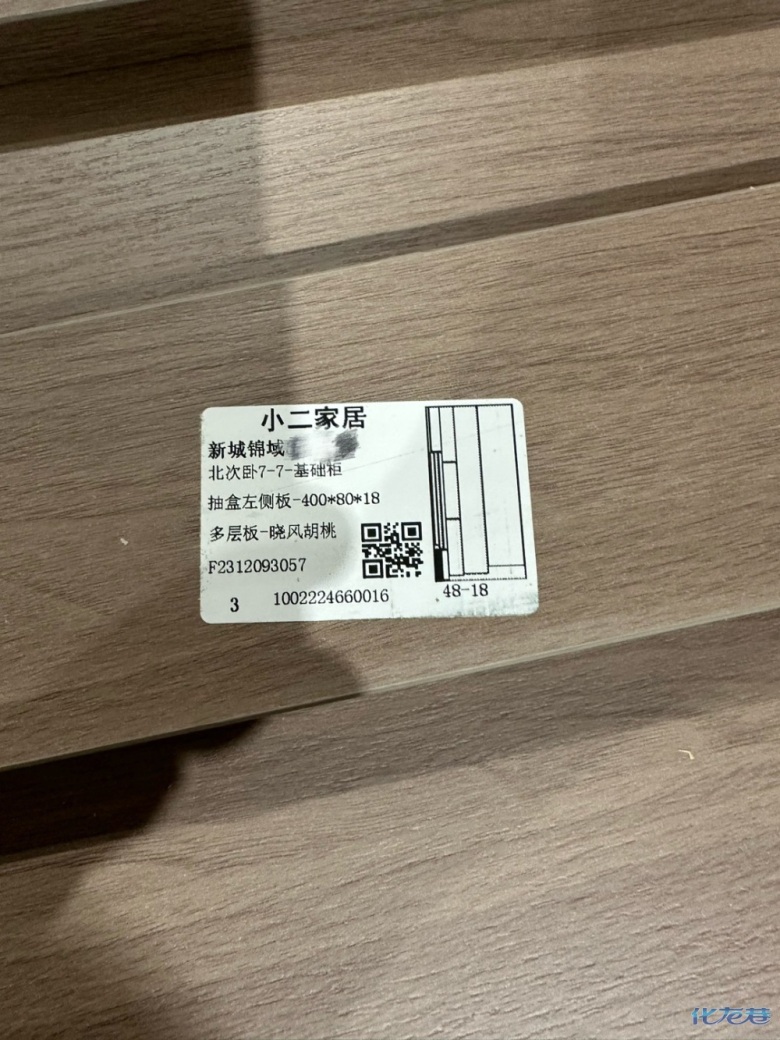 小二家居
新城锦域
北次卧7-7-基础柜
抽盒左侧板-400*80*18
多层板-晓风胡桃
F2312093057
3 1002224660016
48-18
化龙巷